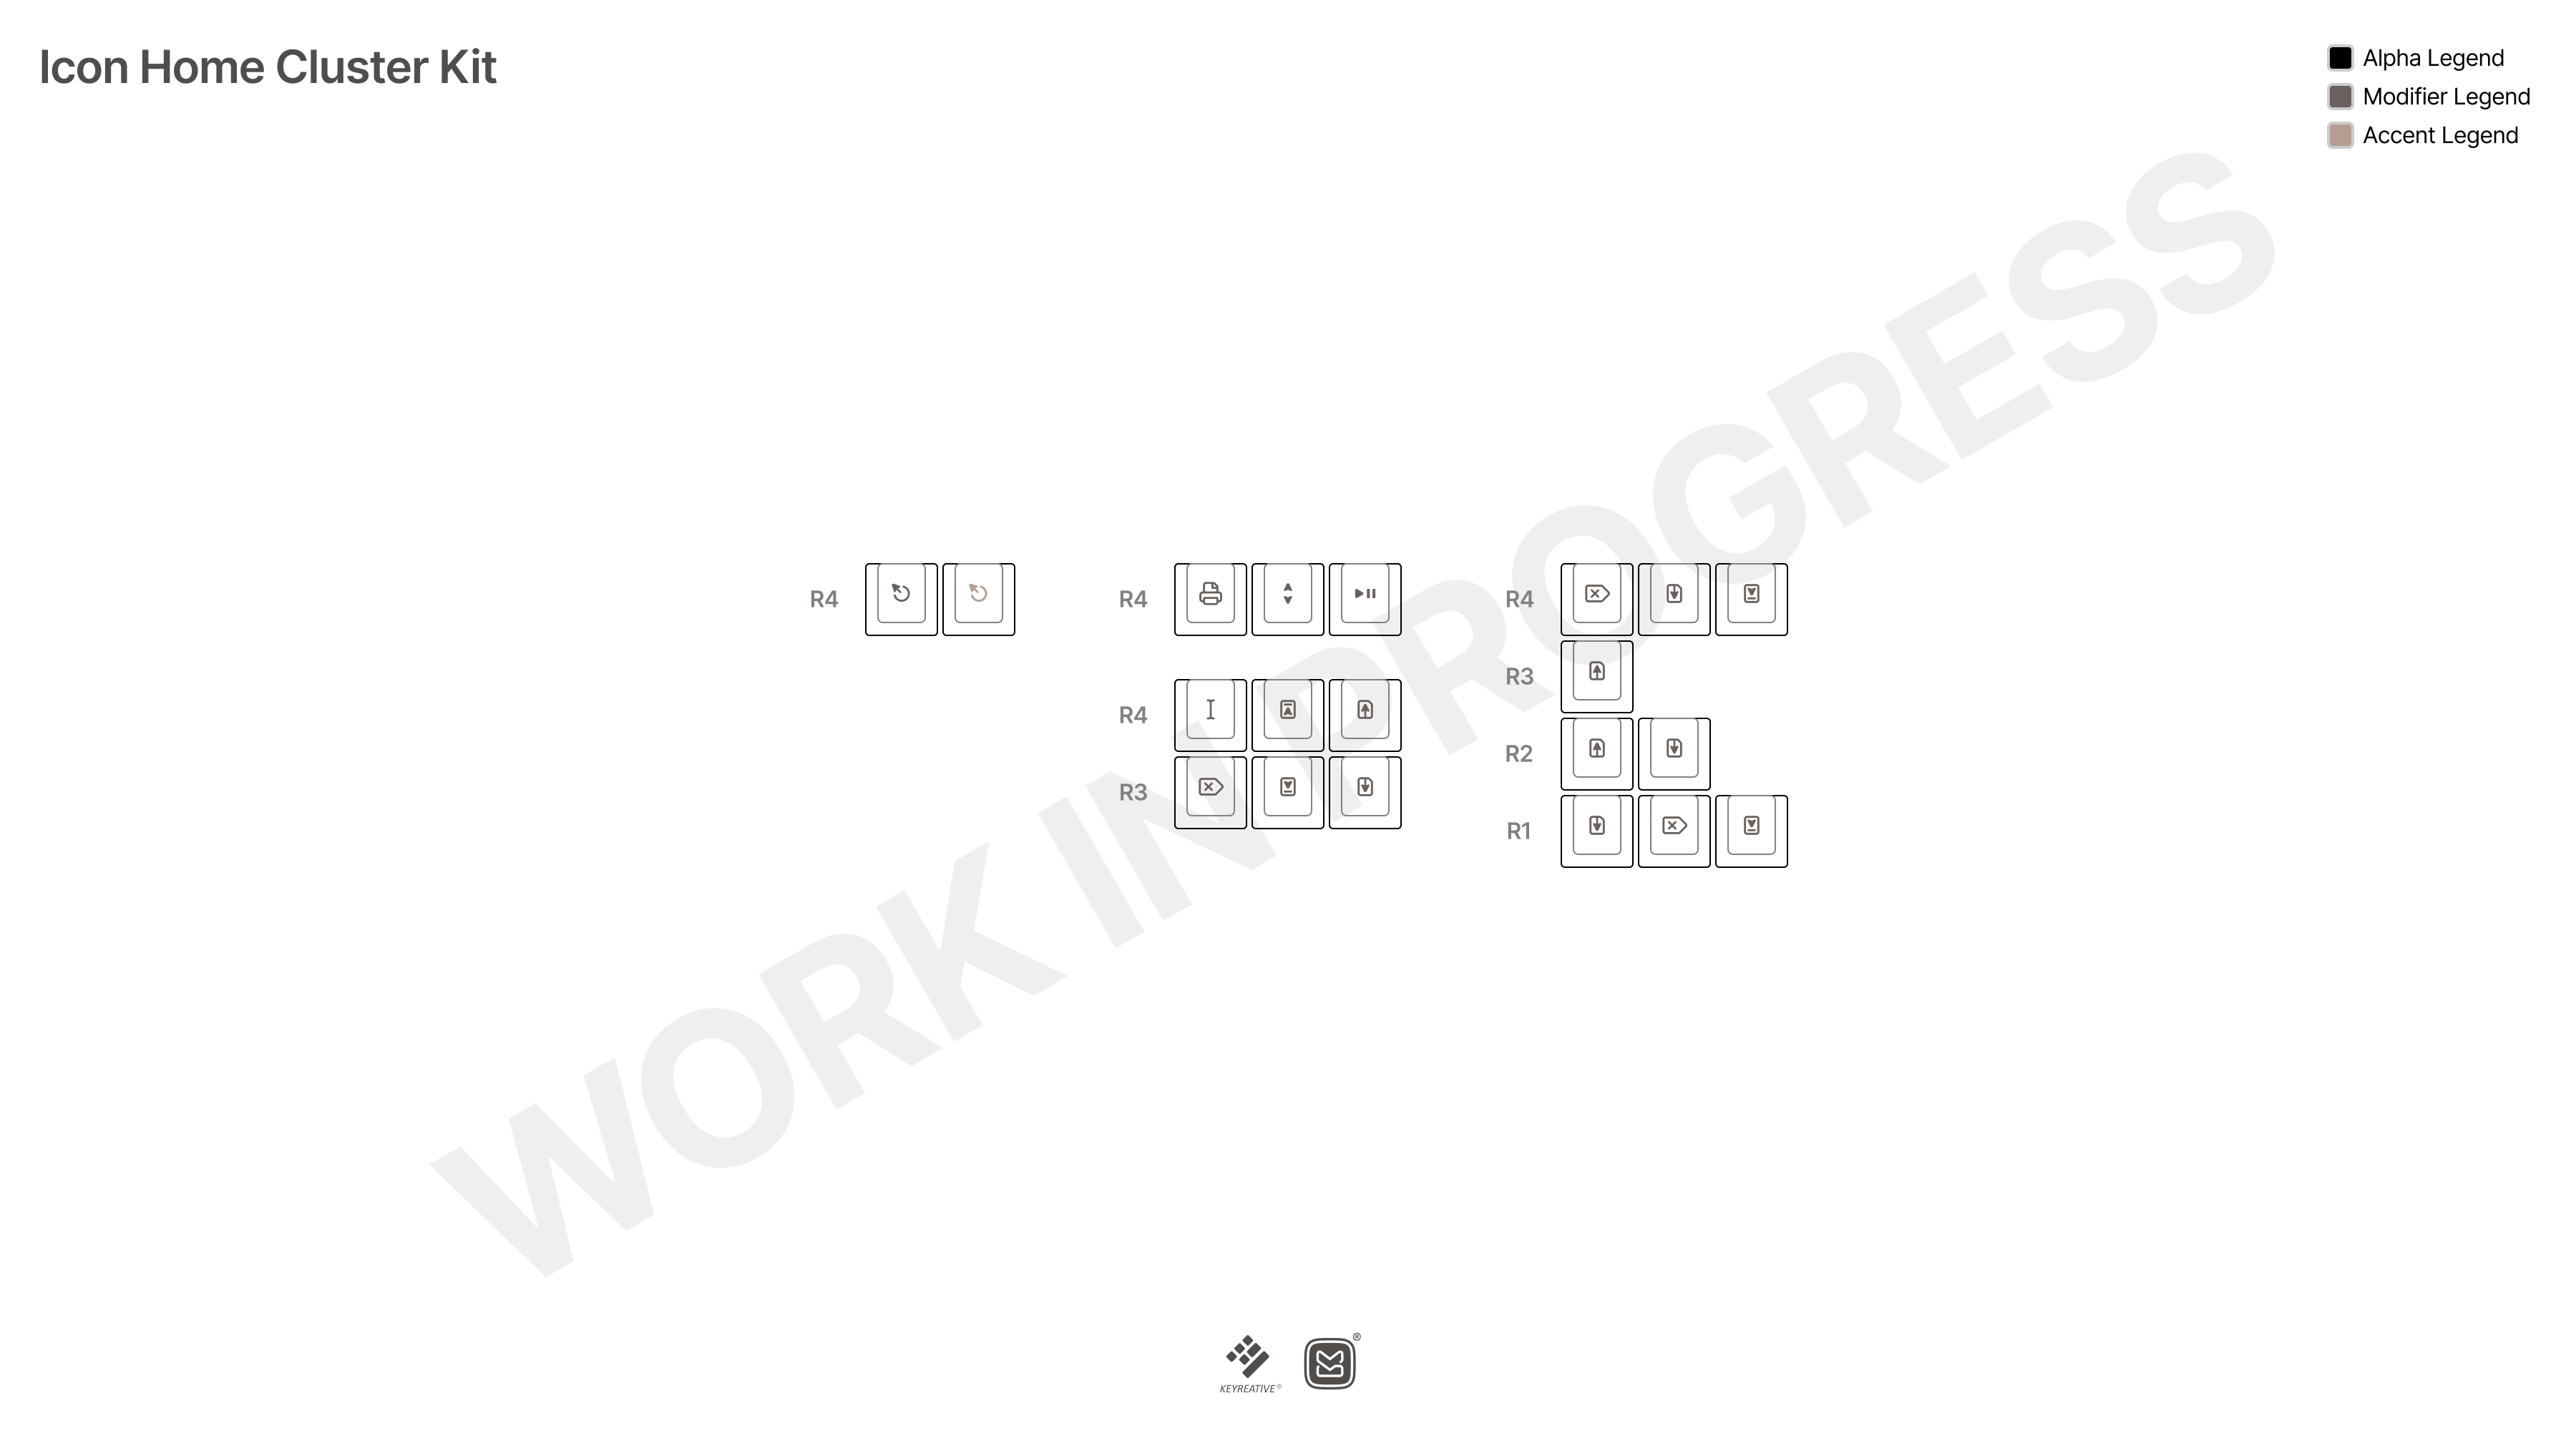 Icon Home Cluster Kit
Alpha Legend
Modifier Legend
Accent Legend
R4
R4
R4
R3
R4
R3
R2
R1
WORK IN PROGRESS
KEYREATIVE®
®